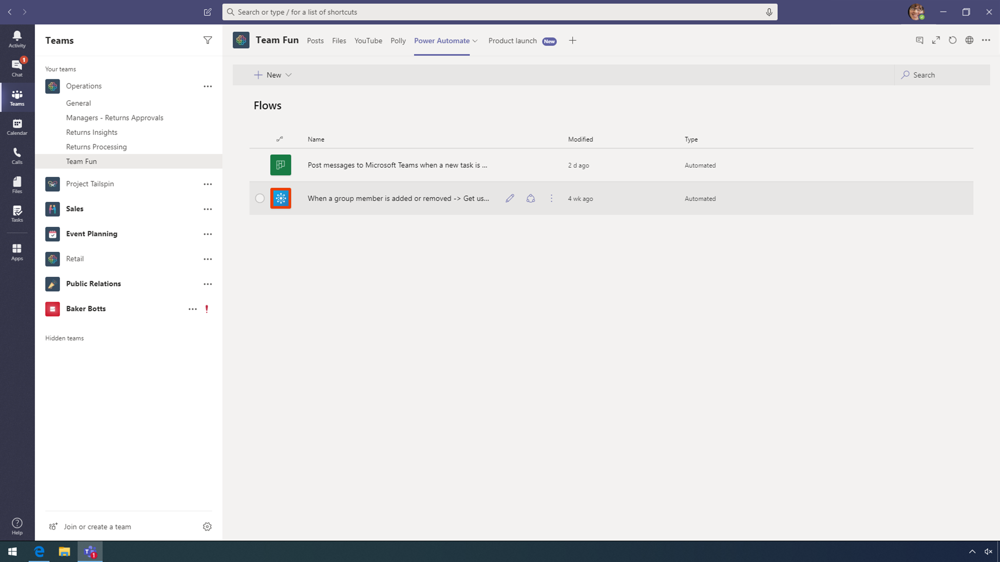 Search or type / for a list of shortcuts
Activity
1
Chat
Teams
Calendar
Calls
Files
Tasks
Apps
Help
Teams
Your teams
Operations
General
Managers - Returns Approvals
Returns Insights
Returns Processing
Team Fun
Project Tailspin
Sales
Event Planning
Retail
Public Relations
Baker Botts
Hidden teams
Join or create a team
Team Fun Posts Files YouTube Polly Power Automate Product launch New
New Search
Flows
Name Modified Type
Post messages to Microsoft Teams when a new task is ... 2 d ago Automated
When a group member is added or removed -> Get us... 4 wk ago Automated
T 1